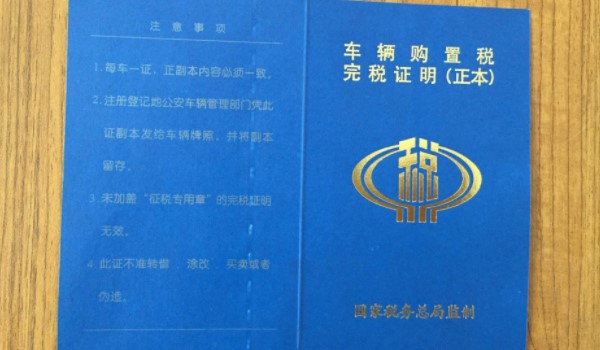 注意事项
1. 每车一证、正副本内容必须一致。
2. 注册登记地公安车辆管理部门凭此
证副本发给车辆牌照，并将副本
留存。
3. 未加盖“征税专用章”的完税证明
无效。
4. 此证不准转借、涂改、买卖或者
伪造。
车辆购置税
完税证明(正本)
税
国家税务总局监制